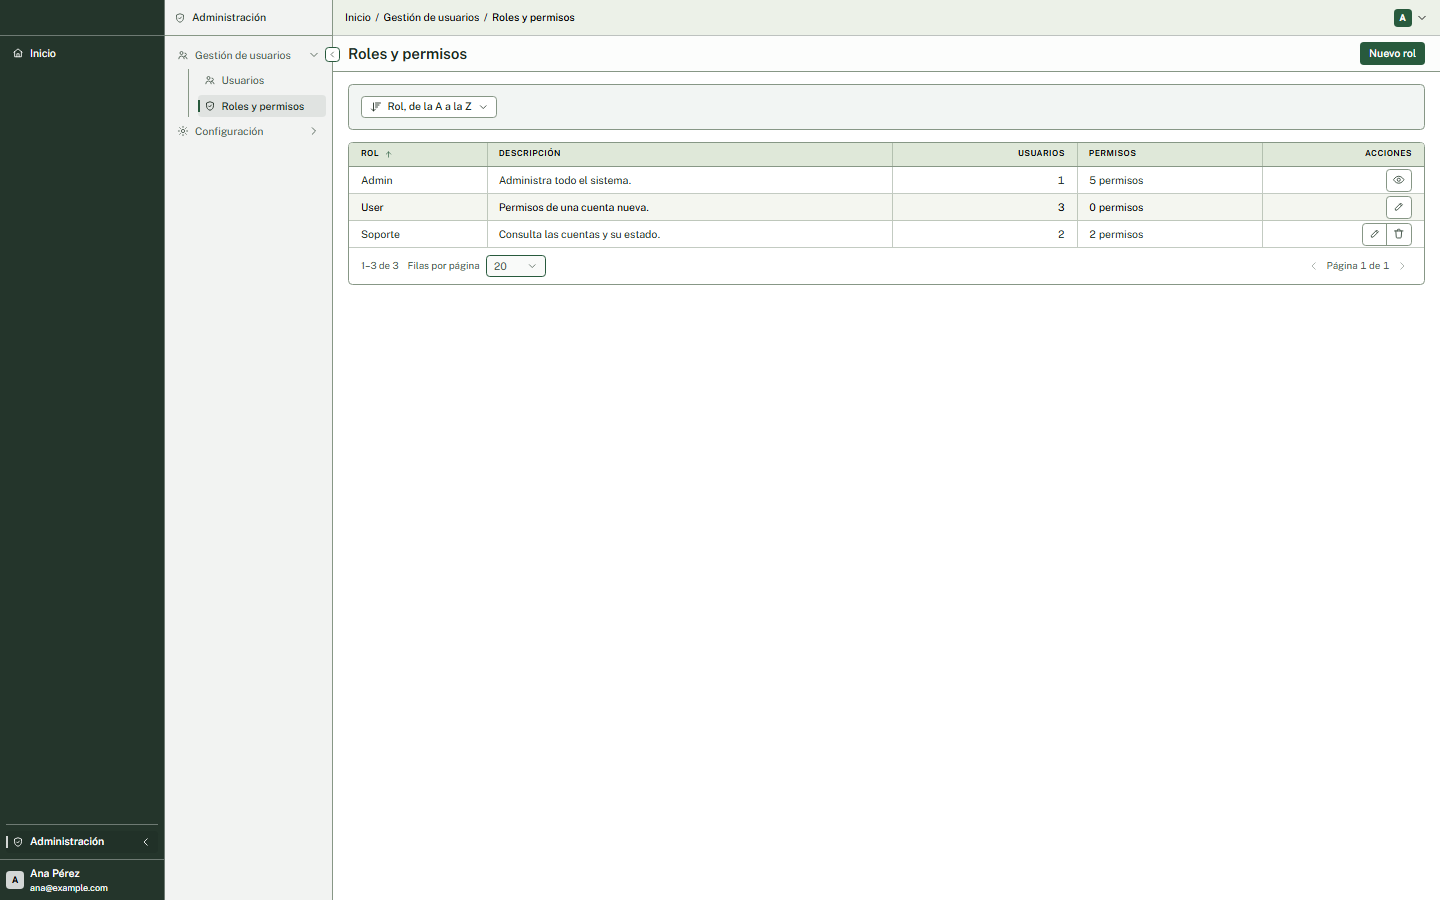 Inicio
Administración
Ana Pérez
A
ana@example.com
Administración
Gestión de usuarios
Usuarios
Roles y permisos
Configuración
Inicio / Gestión de usuarios / Roles y permisos
A
Roles y permisos
Nuevo rol
Rol, de la A a la Z
ROL DESCRIPCIÓN USUARIOS PERMISOS ACCIONES
Admin Administra todo el sistema. 1 5 permisos
User Permisos de una cuenta nueva. 3 0 permisos
Soporte Consulta las cuentas y su estado. 2 2 permisos
1–3 de 3 Filas por página 20 Página 1 de 1